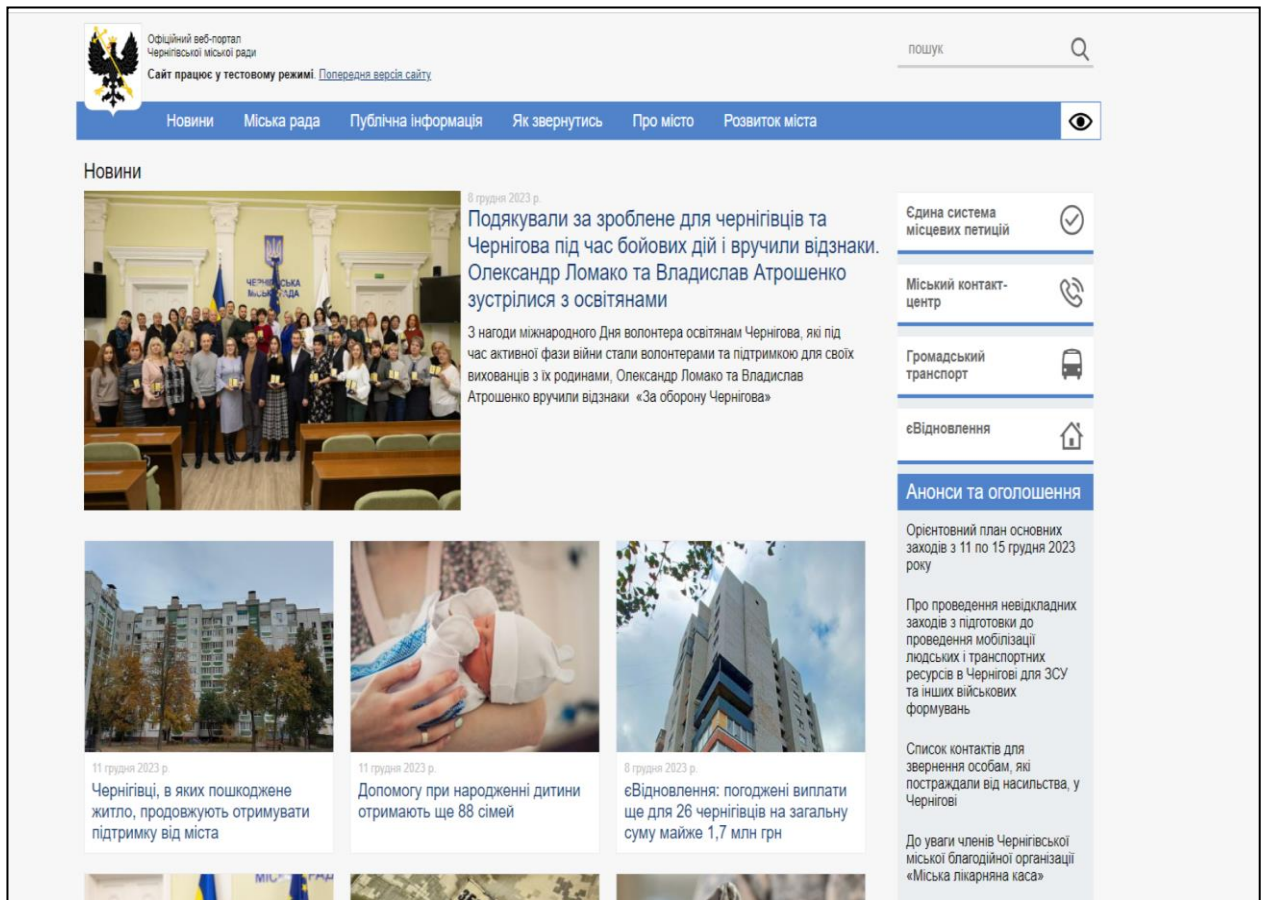 Офіційний веб-портал
Чернігівської міської ради
Сайт працює у тестовому режимі. Попередня версія сайту
пошук
Новини Міська рада Публічна інформація Як звернутись Про місто Розвиток міста
Новини
ЧЕРНІГІВСЬКА
МІСЬКА РАДА
8 грудня 2023 р.
Подякували за зроблене для чернігівців та
Чернігова під час бойових дій і вручили відзнаки.
Олександр Ломако та Владислав Атрошенко
зустрілися з освітянами
З нагоди міжнародного Дня волонтера освітянам Чернігова, які під
час активної фази війни стали волонтерами та підтримкою для своїх
вихованців з їх родинами, Олександр Ломако та Владислав
Атрошенко вручили відзнаки «За оборону Чернігова»
Єдина система
місцевих петицій
Міський контакт-
центр
Громадський
транспорт
єВідновлення
Анонси та оголошення
Орієнтовний план основних
заходів з 11 по 15 грудня 2023
року
Про проведення невідкладних
заходів з підготовки до
проведення мобілізації
людських і транспортних
ресурсів в Чернігові для ЗСУ
та інших військових
формувань
Список контактів для
звернення особам, які
постраждали від насильства, у
Чернігові
До уваги членів Чернігівської
міської благодійної організації
«Міська лікарняна каса»
11 грудня 2023 р.
Чернігівці, в яких пошкоджене
житло, продовжують отримувати
підтримку від міста
11 грудня 2023 р.
Допомогу при народженні дитини
отримають ще 88 сімей
8 грудня 2023 р.
єВідновлення: погоджені виплати
ще для 26 чернігівців на загальну
суму майже 1,7 млн грн